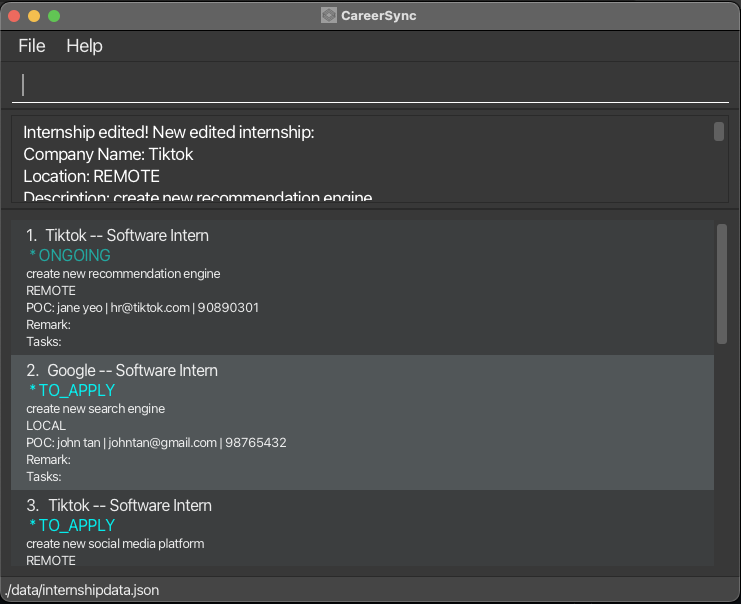 CareerSync
File Help
Internship edited! New edited internship:
Company Name: Tiktok
Location: REMOTE
Description: create new recommendation engine
1. Tiktok -- Software Intern
* ONGOING
create new recommendation engine
REMOTE
POC: jane yeo | hr@tiktok.com | 90890301
Remark:
Tasks:
2. Google -- Software Intern
* TO_APPLY
create new search engine
LOCAL
POC: john tan | johntan@gmail.com | 98765432
Remark:
Tasks:
3. Tiktok -- Software Intern
* TO_APPLY
create new social media platform
REMOTE
./data/internshipdata.json